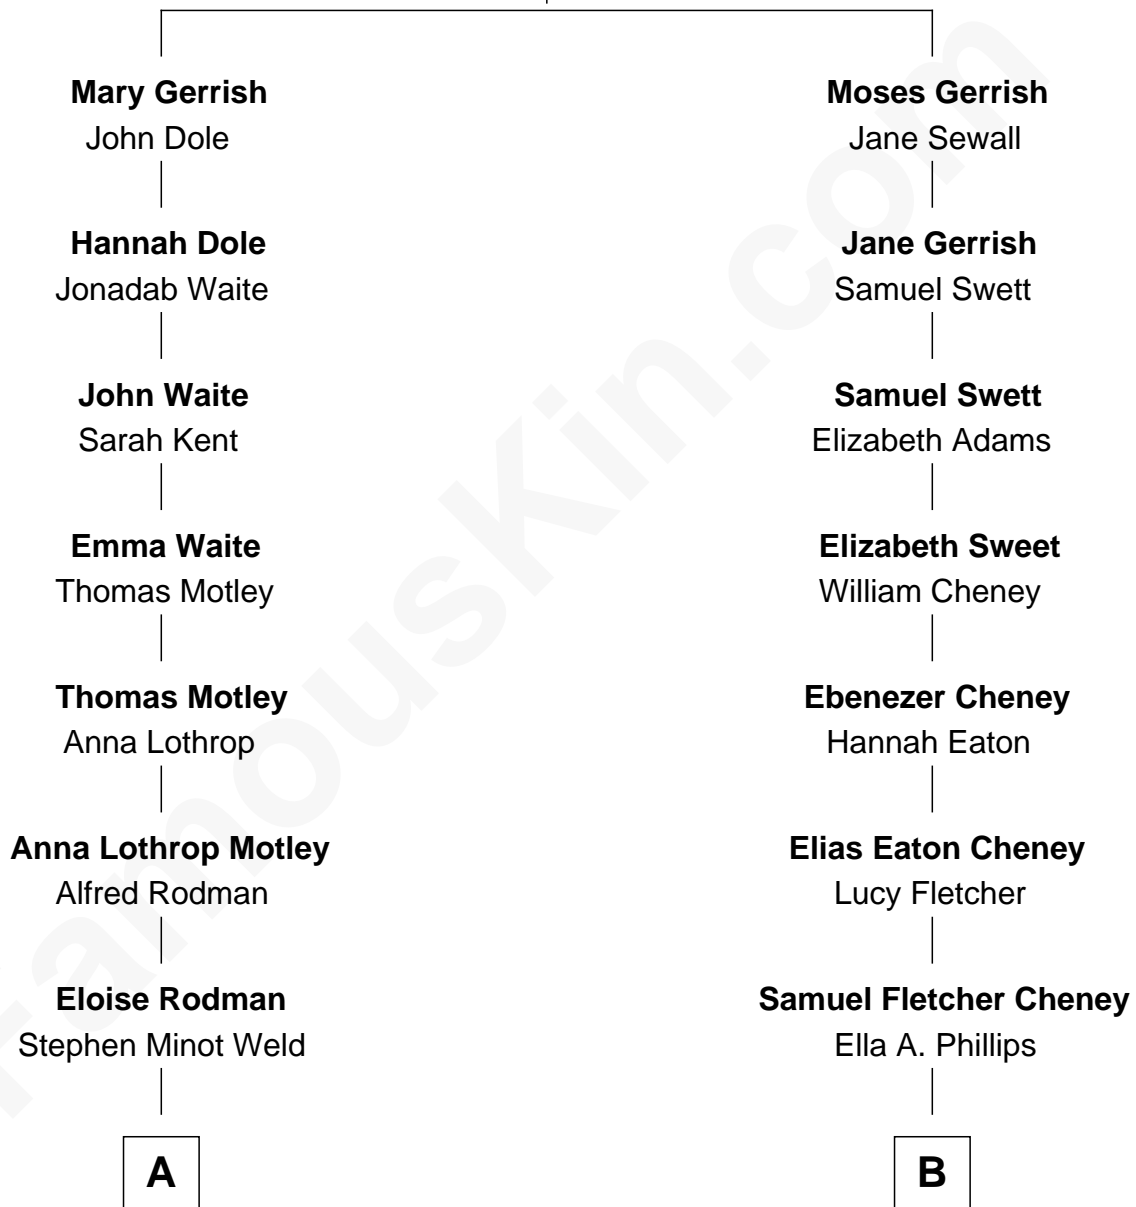 Mary Gerrish
John Dole
Hannah Dole
Jonadab Waite
John Waite
Sarah Kent
Emma Waite
Thomas Motley
Thomas Motley
Anna Lothrop
Anna Lothrop Motley
Alfred Rodman
Eloise Rodman
Stephen Minot Weld
A
Moses Gerrish
Jane Sewall
Jane Gerrish
Samuel Swett
Samuel Swett
Elizabeth Adams
Elizabeth Sweet
William Cheney
Ebenezer Cheney
Hannah Eaton
Elias Eaton Cheney
Lucy Fletcher
Samuel Fletcher Cheney
Ella A. Phillips
B
FamousKin.com